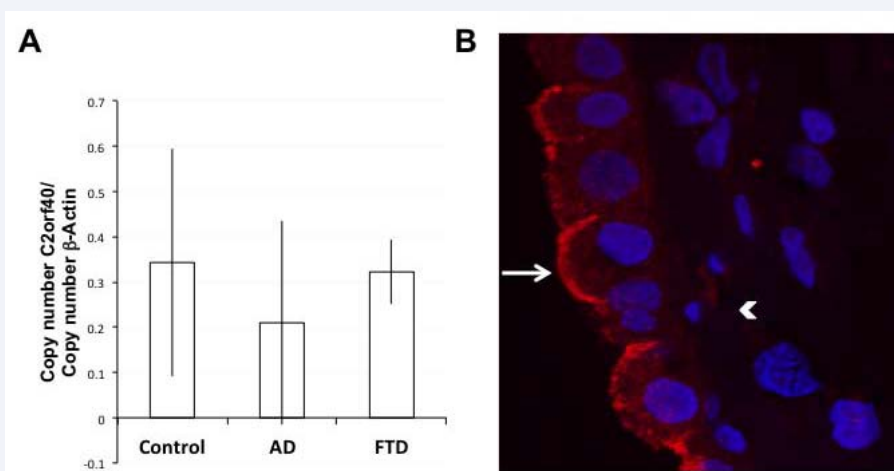 A
B
Copy number C2orf40/
Copy number β-Actin
0.7
0.6
0.5
0.4
0.3
0.2
0.1
0
-0.1
Control AD FTD